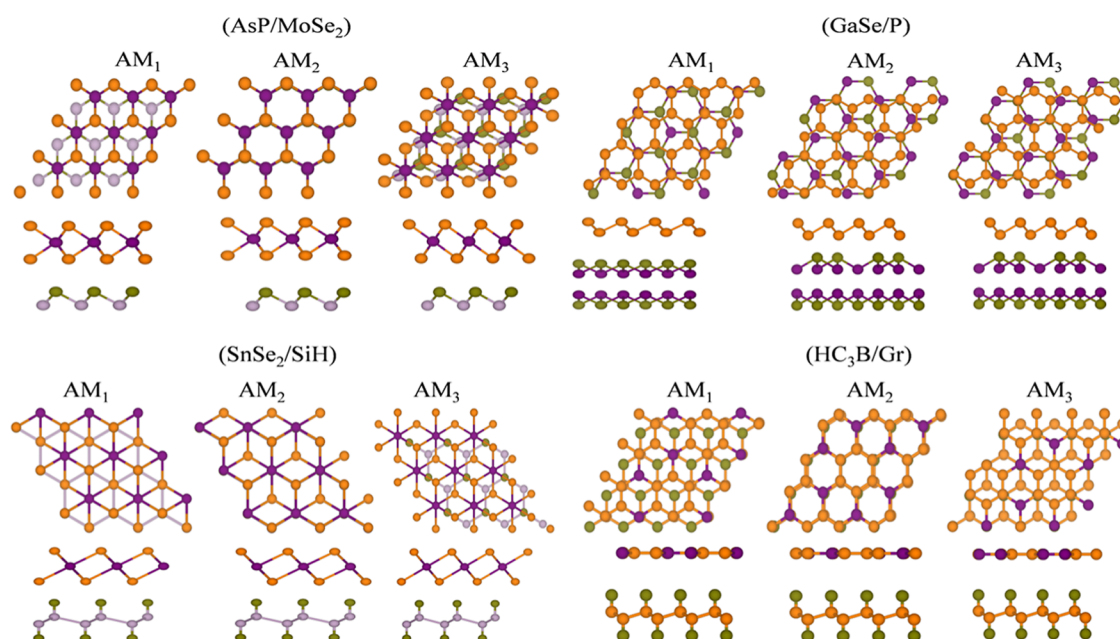 (AsP/MoSe₂)
AM₁ AM₂ AM₃
(GaSe/P)
AM₁ AM₂ AM₃
(SnSe₂/SiH)
AM₁ AM₂ AM₃
(HC₃B/Gr)
AM₁ AM₂ AM₃